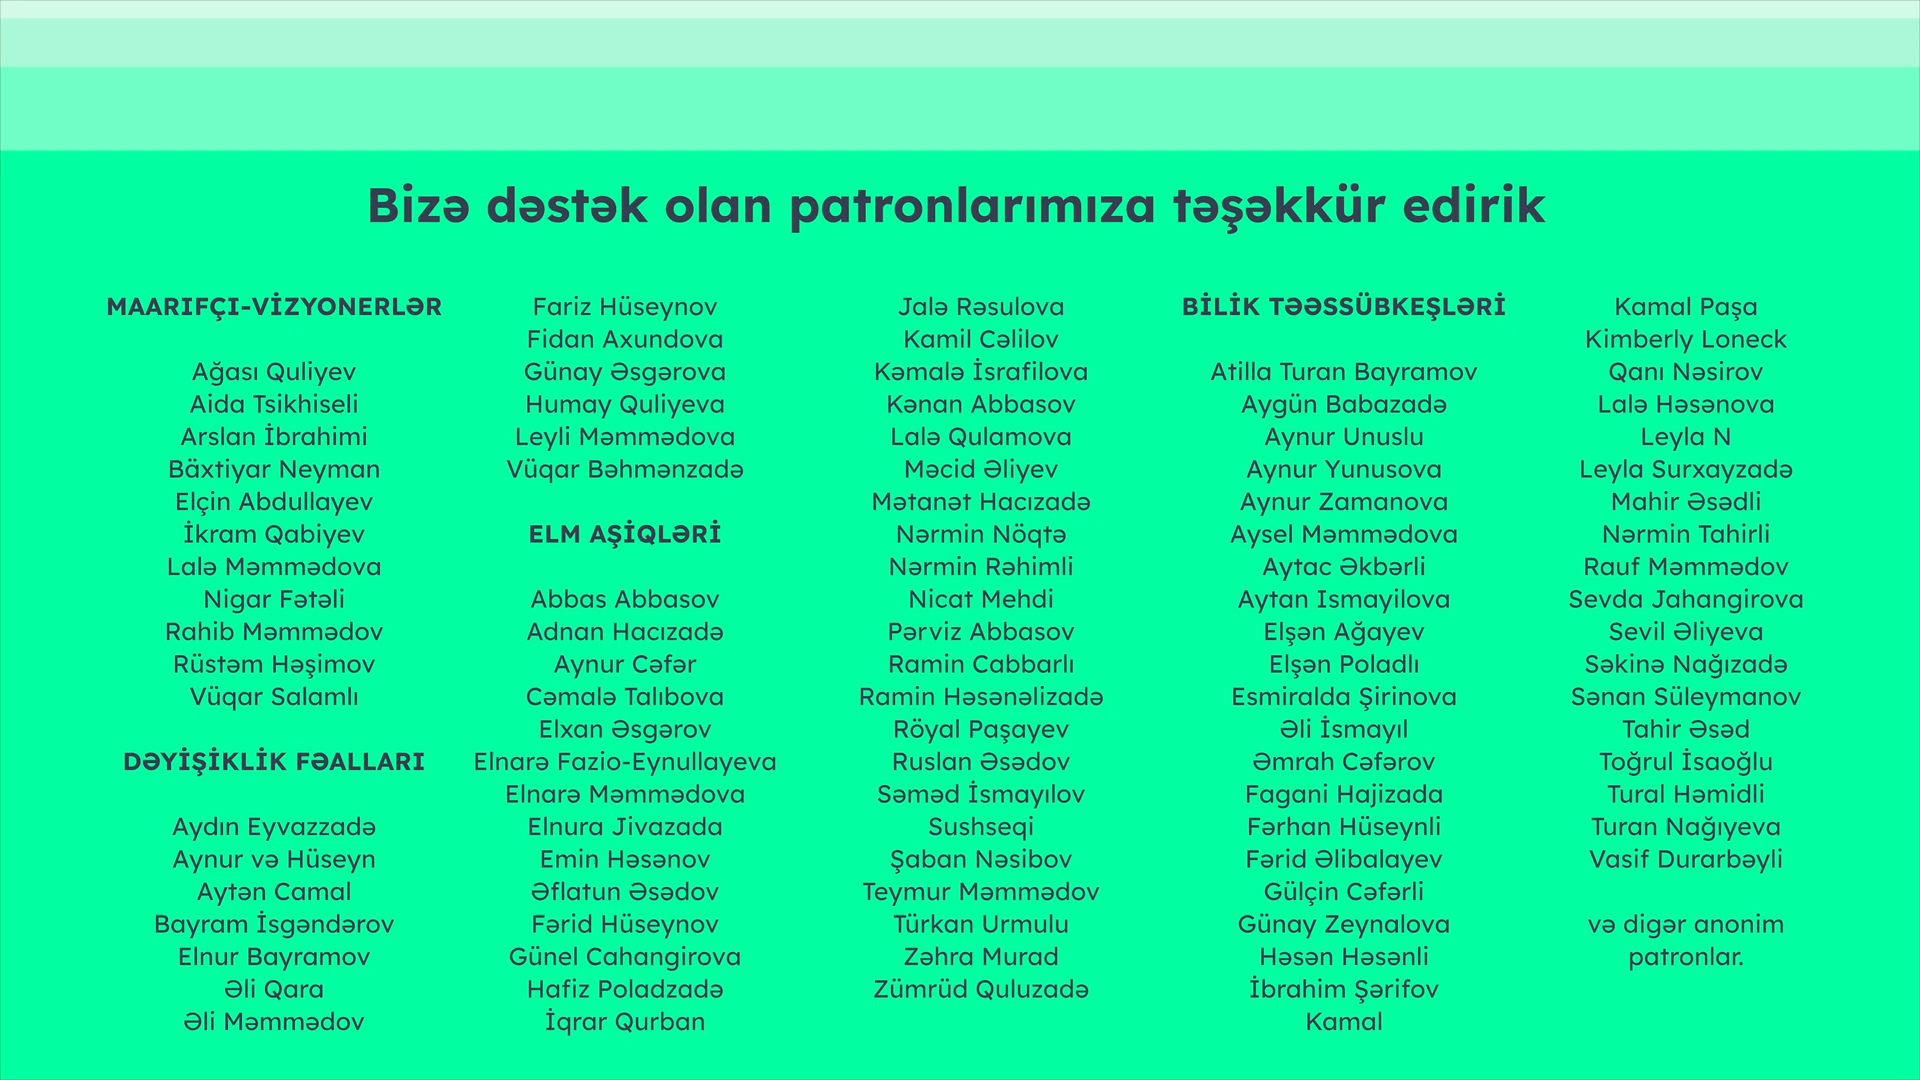 Bizə dəstək olan patronlarımıza təşəkkür edirik
MAARIFÇI-VİZYONERLƏR
Ağası Quliyev
Aida Tsikhiseli
Arslan İbrahimi
Bäxtiyar Neyman
Elçin Abdullayev
İkram Qabiyev
Lalə Məmmədova
Nigar Fətəli
Rahib Məmmədov
Rüstəm Həşimov
Vüqar Salamlı
DƏYİŞİKLİK FƏALLARI
Aydın Eyvazzadə
Aynur və Hüseyn
Aytən Camal
Bayram İsgəndərov
Elnur Bayramov
Əli Qara
Əli Məmmədov
Fariz Hüseynov
Fidan Axundova
Günay Əsgərova
Humay Quliyeva
Leyli Məmmədova
Vüqar Bəhmənzadə
ELM AŞİQLƏRİ
Abbas Abbasov
Adnan Hacızadə
Aynur Cəfər
Cəmalə Talıbova
Elxan Əsgərov
Elnarə Fazio-Eynullayeva
Elnarə Məmmədova
Elnura Jivazada
Emin Həsənov
Əflatun Əsədov
Fərid Hüseynov
Günel Cahangirova
Hafiz Poladzadə
İqrar Qurban
Jalə Rəsulova
Kamil Cəlilov
Kəmalə İsrafilova
Kənan Abbasov
Lalə Qulamova
Məcid Əliyev
Mətanət Hacızadə
Nərmin Nöqtə
Nərmin Rəhimli
Nicat Mehdi
Pərviz Abbasov
Ramin Cabbarlı
Ramin Həsənəlizadə
Röyal Paşayev
Ruslan Əsədov
Səməd İsmayılov
Sushseqi
Şaban Nəsibov
Teymur Məmmədov
Türkan Urmulu
Zəhra Murad
Zümrüd Quluzadə
BİLİK TƏƏSSÜBKEŞLƏRİ
Atilla Turan Bayramov
Aygün Babazadə
Aynur Unuslu
Aynur Yunusova
Aynur Zamanova
Aysel Məmmədova
Aytac Əkbərli
Aytan Ismayilova
Elşən Ağayev
Elşən Poladlı
Esmiralda Şirinova
Əli İsmayıl
Əmrah Cəfərov
Fagani Hajizada
Fərhan Hüseynli
Fərid Əlibalayev
Gülçin Cəfərli
Günay Zeynalova
Həsən Həsənli
İbrahim Şərifov
Kamal
Kamal Paşa
Kimberly Loneck
Qanı Nəsirov
Lalə Həsənova
Leyla N
Leyla Surxayzadə
Mahir Əsədli
Nərmin Tahirli
Rauf Məmmədov
Sevda Jahangirova
Sevil Əliyeva
Səkinə Nağızadə
Sənan Süleymanov
Tahir Əsəd
Toğrul İsaoğlu
Tural Həmidli
Turan Nağıyeva
Vasif Durarbəyli
və digər anonim
patronlar.